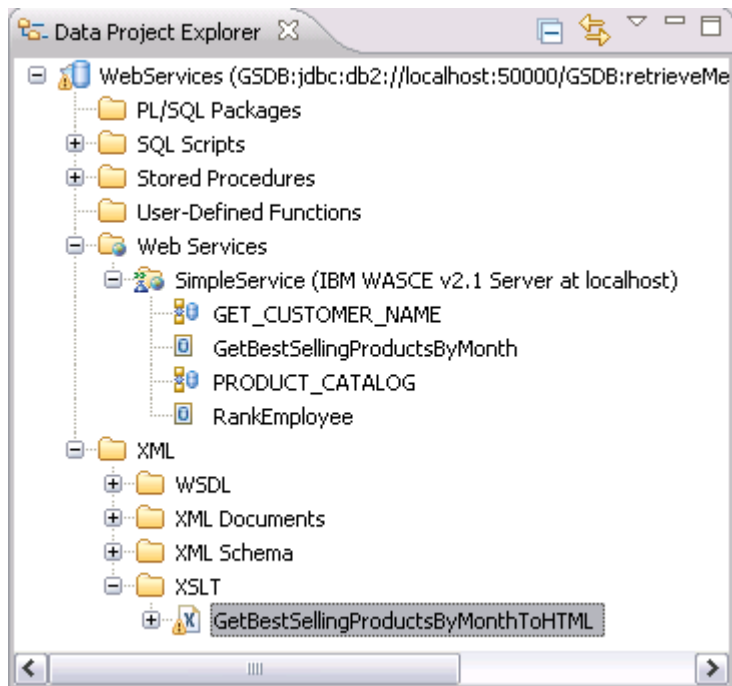 Data Project Explorer
WebServices (GSDB:jdbc:db2://localhost:50000/GSDB:retrieveMe
PL/SQL Packages
SQL Scripts
Stored Procedures
User-Defined Functions
Web Services
SimpleService (IBM WASCE v2.1 Server at localhost)
GET_CUSTOMER_NAME
GetBestSellingProductsByMonth
PRODUCT_CATALOG
RankEmployee
XML
WSDL
XML Documents
XML Schema
XSLT
GetBestSellingProductsByMonthToHTML